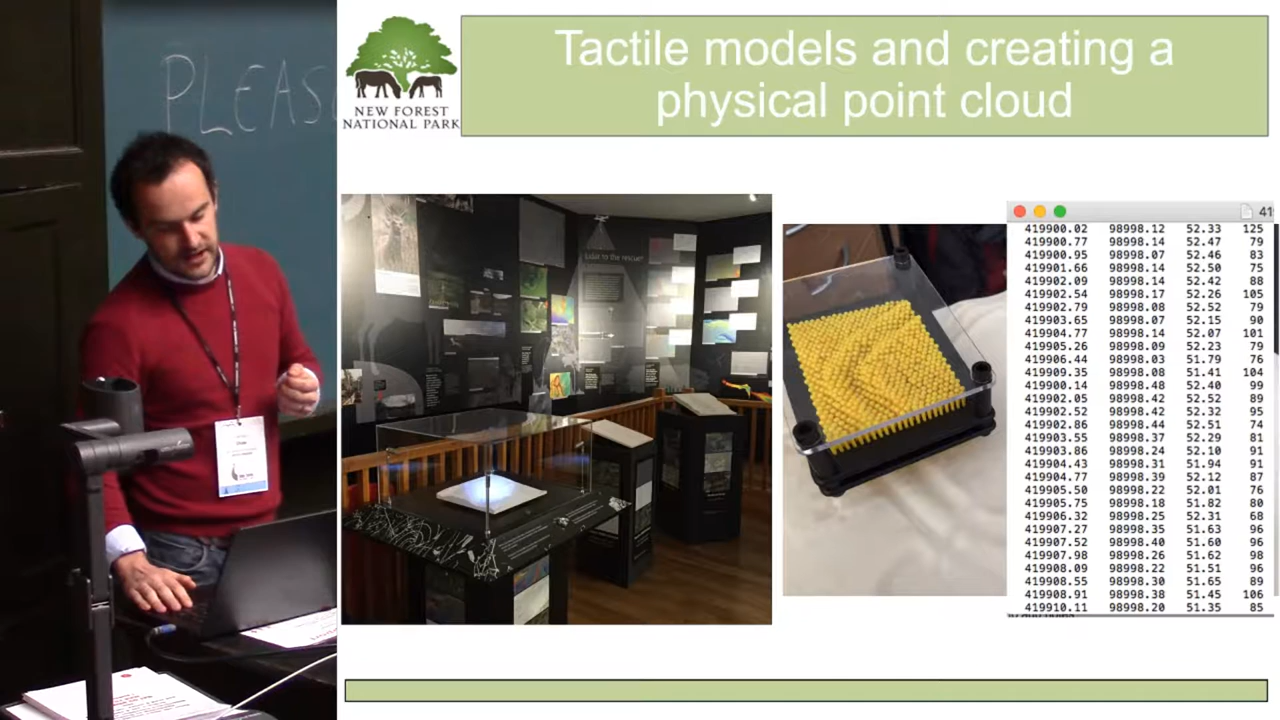 PLEAS
NEW FOREST
NATIONAL PARK
Tactile models and creating a
physical point cloud
Lidar to the rescue!
41
419900.02 98998.12 52.33 125
419900.77 98998.14 52.47 79
419900.95 98998.07 52.46 83
419901.66 98998.14 52.50 75
419902.09 98998.14 52.42 88
419902.54 98998.17 52.26 105
419902.79 98998.08 52.52 79
419903.65 98998.07 52.15 90
419904.77 98998.14 52.07 101
419905.26 98998.09 52.23 79
419906.44 98998.03 51.79 76
419909.35 98998.08 51.41 104
419900.14 98998.48 52.40 99
419902.05 98998.42 52.52 89
419902.52 98998.42 52.32 95
419902.86 98998.44 52.51 74
419903.55 98998.37 52.29 81
419903.86 98998.24 52.10 91
419904.43 98998.31 51.94 91
419904.77 98998.39 52.12 87
419905.50 98998.22 52.01 76
419905.75 98998.18 51.82 80
419906.32 98998.25 52.31 68
419907.27 98998.35 51.63 96
419907.52 98998.40 51.60 96
419907.98 98998.26 51.62 98
419908.09 98998.22 51.51 96
419908.55 98998.30 51.65 89
419908.91 98998.38 51.45 106
419910.11 98998.20 51.35 85